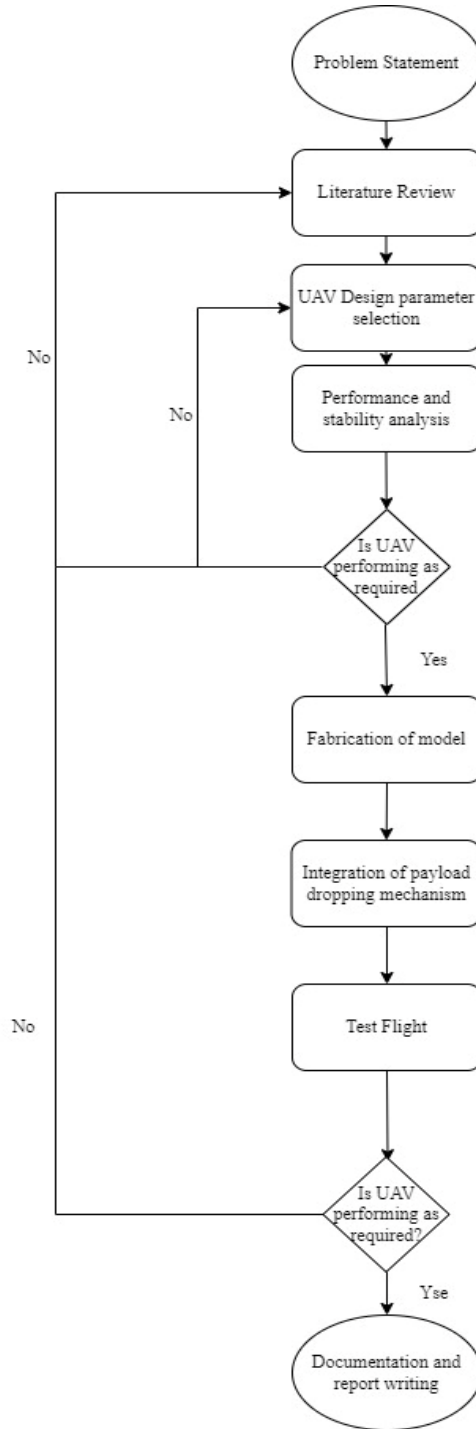 Problem Statement
Literature Review
UAV Design parameter
selection
No
Performance and
stability analysis
No
Is UAV
performing as
required
Yes
Fabrication of model
Integration of payload
dropping mechanism
Test Flight
No
Is UAV
performing as
required?
Yse
Documentation and
report writing